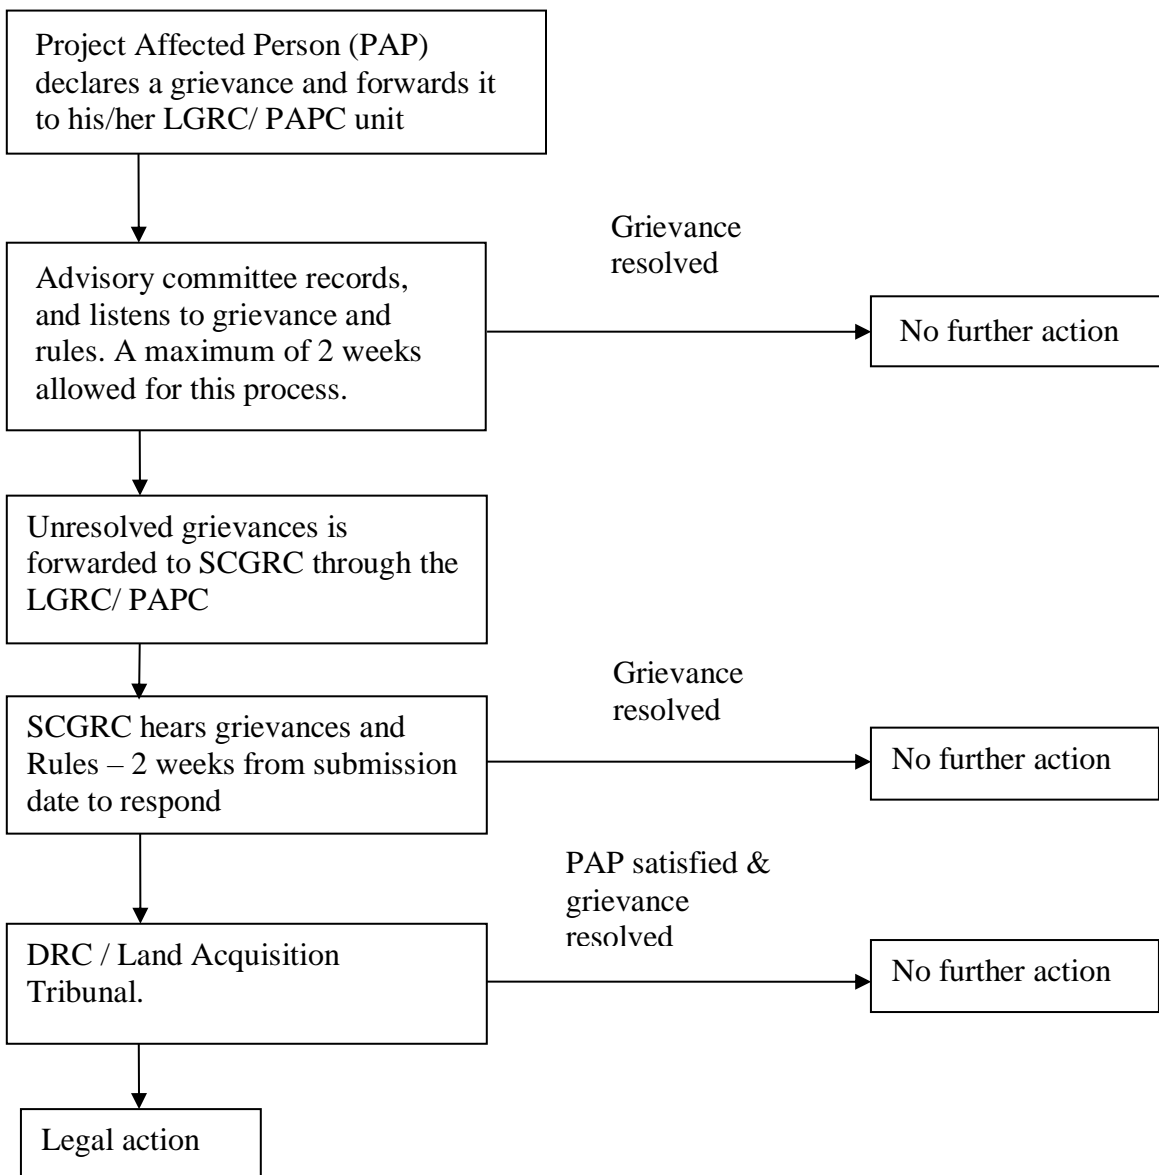 Project Affected Person (PAP)
declares a grievance and forwards it
to his/her LGRC/ PAPC unit
Grievance
resolved
Advisory committee records,
and listens to grievance and
rules. A maximum of 2 weeks
allowed for this process.
No further action
Unresolved grievances is
forwarded to SCGRC through the
LGRC/ PAPC
Grievance
resolved
SCGRC hears grievances and
Rules – 2 weeks from submission
date to respond
No further action
PAP satisfied &
grievance
resolved
DRC / Land Acquisition
Tribunal.
No further action
Legal action